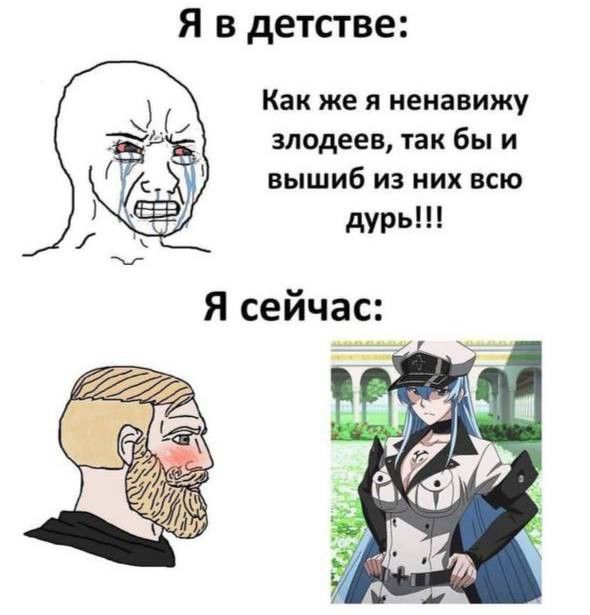 Я в детстве:
Как же я ненавижу
злодеев, так бы и
вышиб из них всю
дурь!!!
Я сейчас: